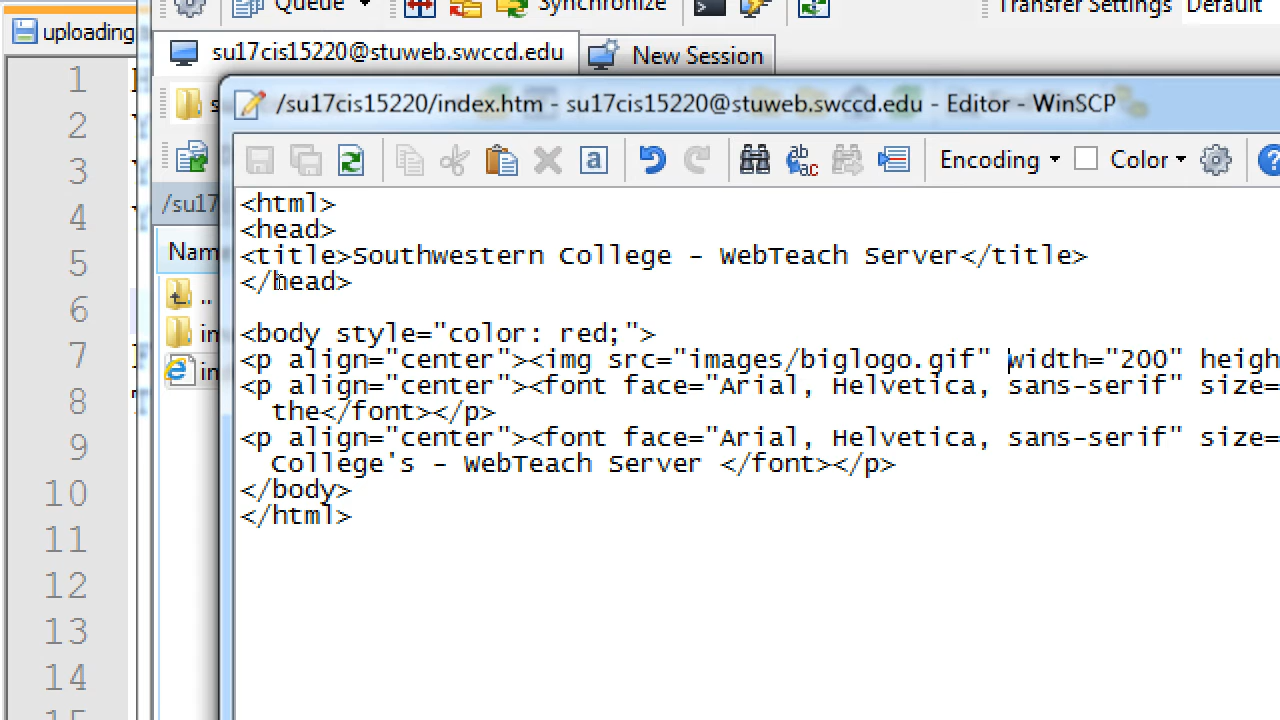 Queue
Synchronize
Transfer Settings Default
uploading
su17cis15220@stuweb.swccd.edu
New Session
/su17cis15220/index.htm - su17cis15220@stuweb.swccd.edu - Editor - WinSCP
Encoding
Color
/su17
Nam
..
in
in
<html>
<head>
<title>Southwestern College - WebTeach Server</title>
</head>
<body style="color: red;">
<p align="center"><img src="images/biglogo.gif" width="200" heigh
<p align="center"><font face="Arial, Helvetica, sans-serif" size=
the</font></p>
<p align="center"><font face="Arial, Helvetica, sans-serif" size=
College's - WebTeach Server </font></p>
</body>
</html>
1
2
3
4
5
6
7
8
9
10
11
12
13
14
15